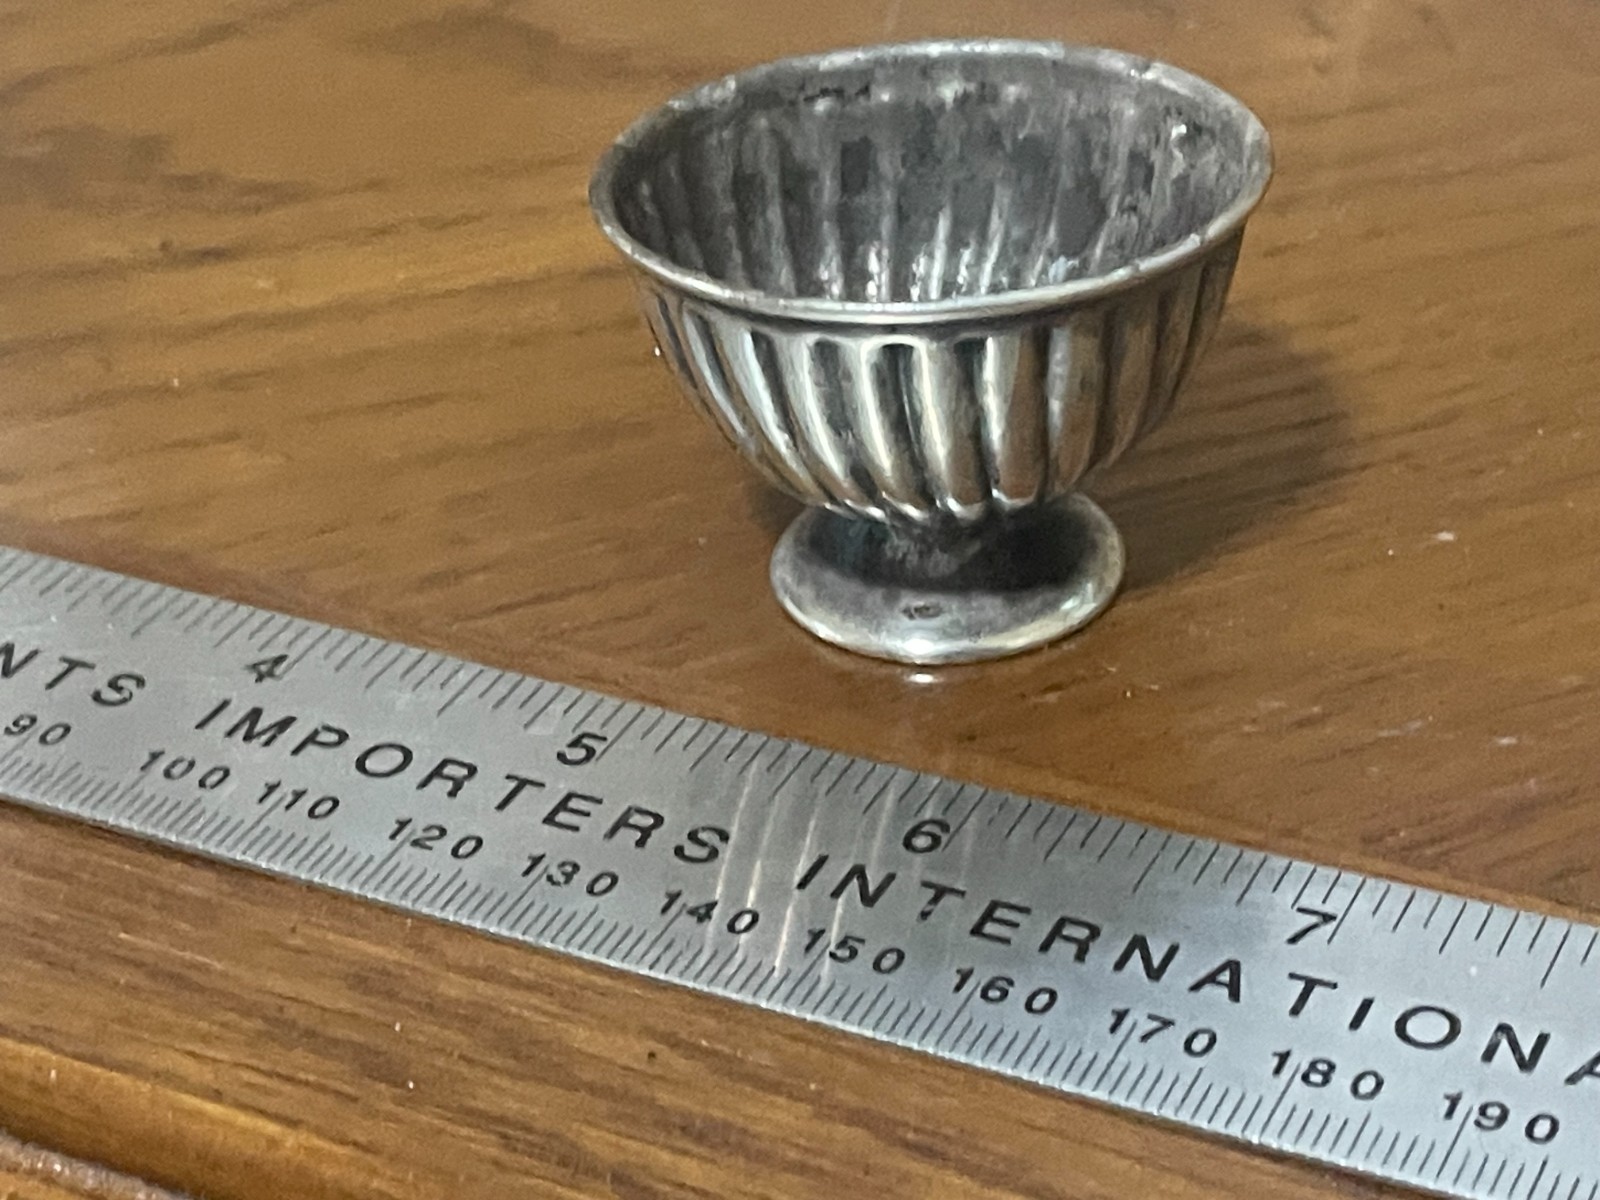 4 5 6 7
NTS IMPORTERS INTERNATIONA
90 100 110 120 130 140 150 160 170 180 190